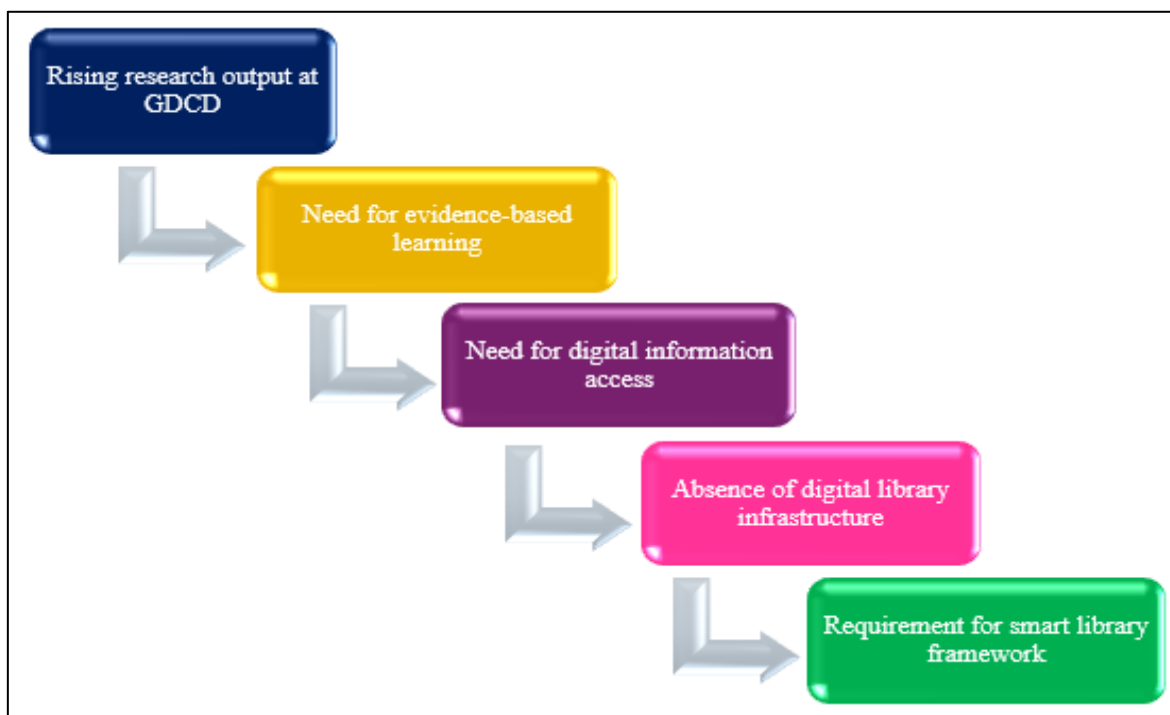 Rising research output at
GDCD
Need for evidence-based
learning
Need for digital information
access
Absence of digital library
infrastructure
Requirement for smart library
framework